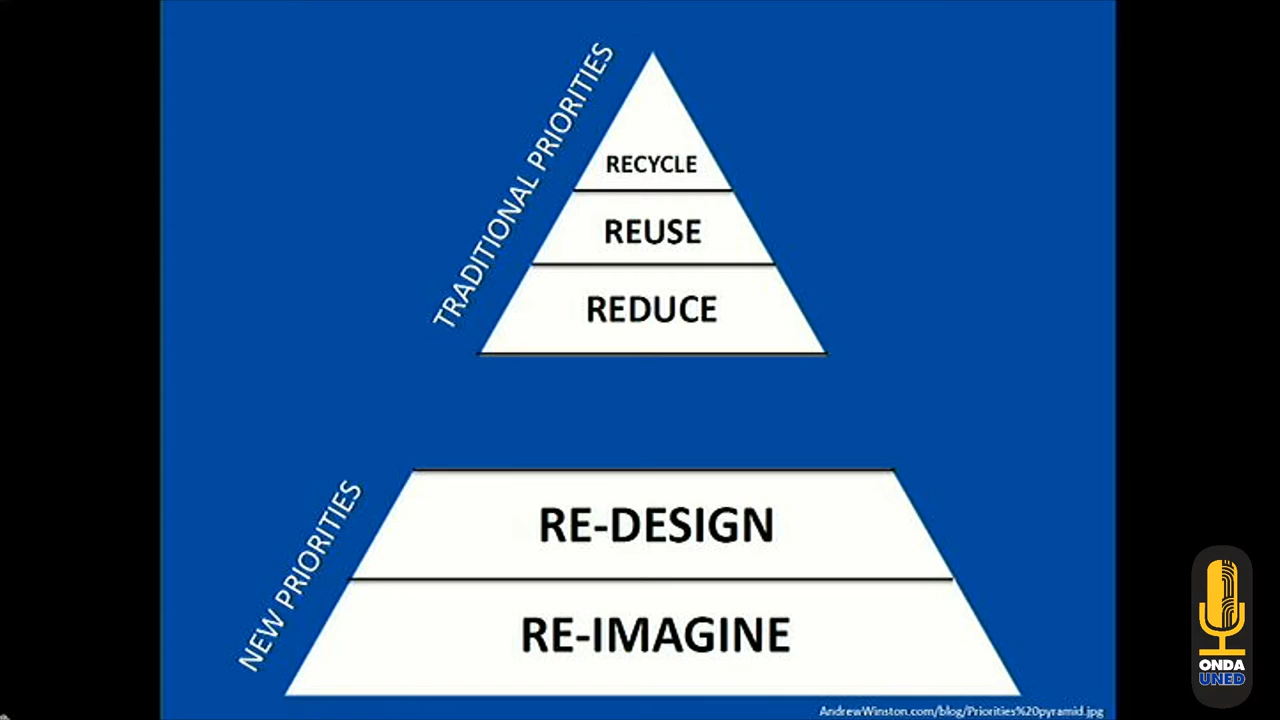 TRADITIONAL PRIORITIES
RECYCLE
REUSE
REDUCE
NEW PRIORITIES
RE-DESIGN
RE-IMAGINE
AndrewWinston.com/blog/Priorities%20pyramid.jpg
ONDA
UNED